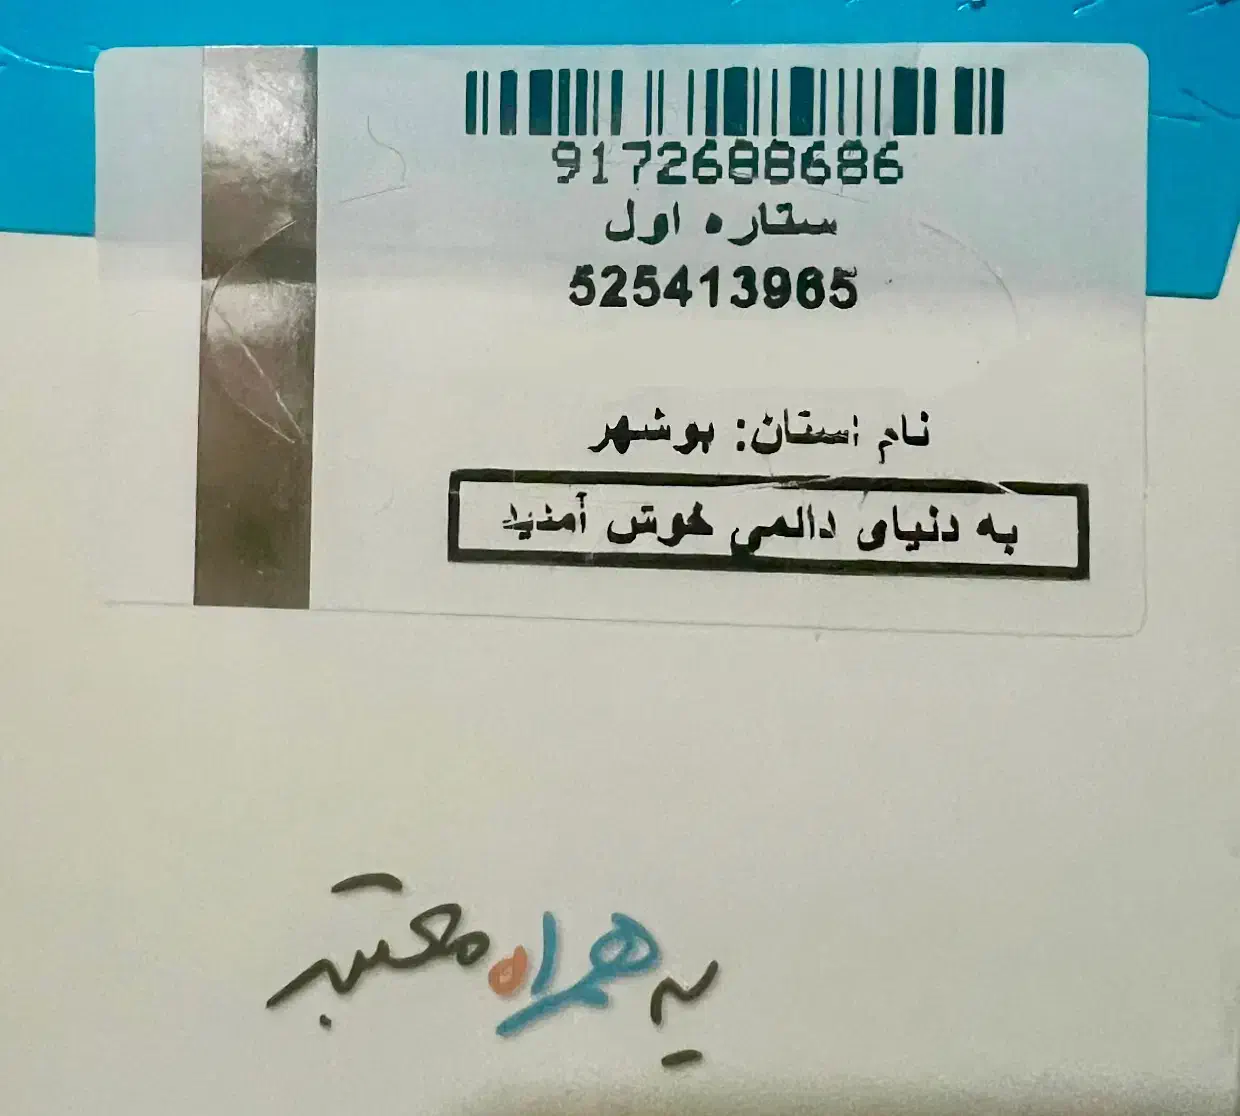 9172688686
ستاره اول
525413965
نام استان: بوشهر
به دنیای دائمی خوش آمدید
یه همراه معتبر